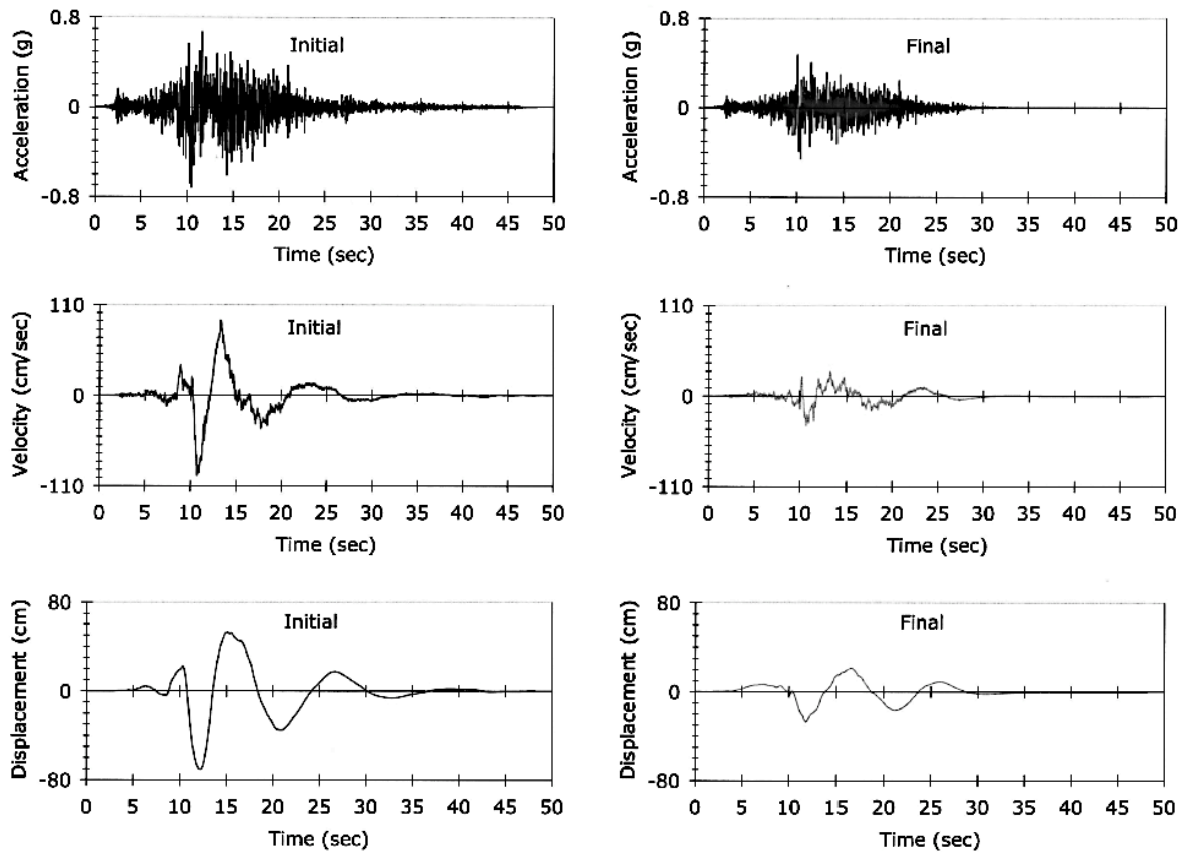 0.8
Acceleration (g)
0
-0.8
Initial
0 5 10 15 20 25 30 35 40 45 50
Time (sec)
0.8
Acceleration (g)
0
-0.8
Final
0 5 10 15 20 25 30 35 40 45 50
Time (sec)
110
Velocity (cm/sec)
0
-110
Initial
0 5 10 15 20 25 30 35 40 45 50
Time (sec)
110
Velocity (cm/sec)
0
-110
Final
0 5 10 15 20 25 30 35 40 45 50
Time (sec)
80
Displacement (cm)
0
-80
Initial
0 5 10 15 20 25 30 35 40 45 50
Time (sec)
80
Displacement (cm)
0
-80
Final
0 5 10 15 20 25 30 35 40 45 50
Time (sec)